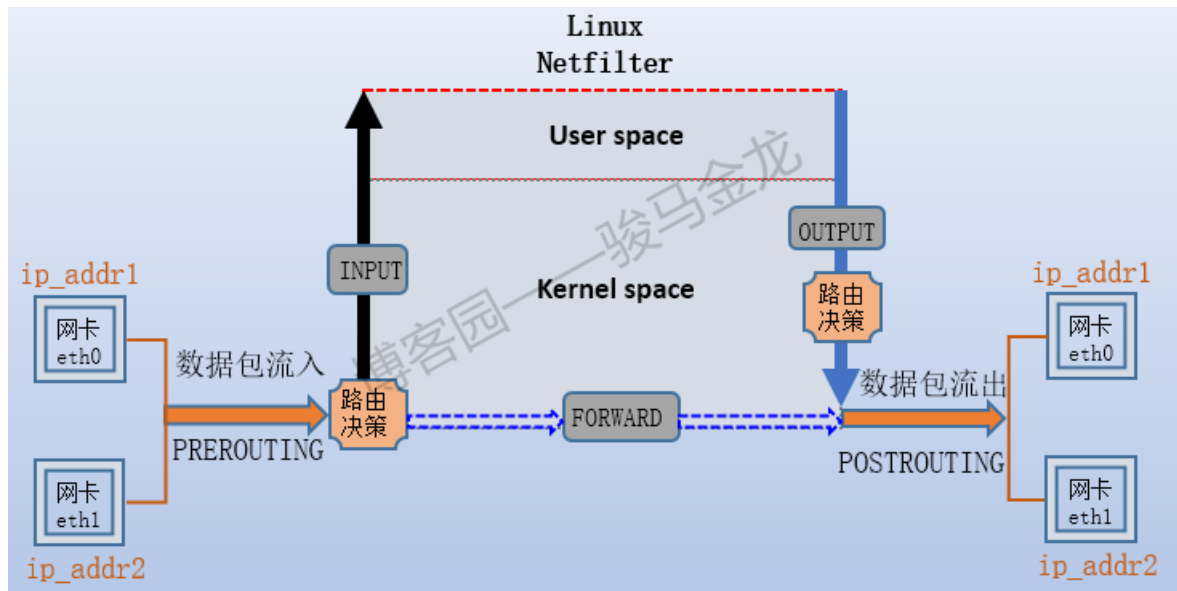 Linux
Netfilter
User space
Kernel space
INPUT
OUTPUT
路由
决策
ip_addr1
网卡
eth0
数据包流入
PREROUTING
网卡
eth1
ip_addr2
路由
决策
FORWARD
数据包流出
POSTROUTING
ip_addr1
网卡
eth0
网卡
eth1
ip_addr2
博客园——骏马金龙